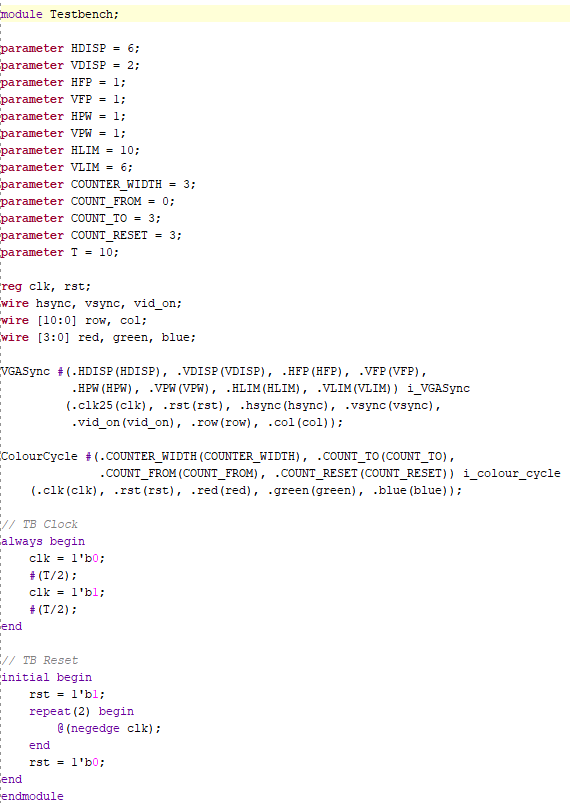 module Testbench;

parameter HDISP = 6;
parameter VDISP = 2;
parameter HFP = 1;
parameter VFP = 1;
parameter HPW = 1;
parameter VPW = 1;
parameter HLIM = 10;
parameter VLIM = 6;
parameter COUNTER_WIDTH = 3;
parameter COUNT_FROM = 0;
parameter COUNT_TO = 3;
parameter COUNT_RESET = 3;
parameter T = 10;

reg clk, rst;
wire hsync, vsync, vid_on;
wire [10:0] row, col;
wire [3:0] red, green, blue;

VGASync #(.HDISP(HDISP), .VDISP(VDISP), .HFP(HFP), .VFP(VFP),
          .HPW(HPW), .VPW(VPW), .HLIM(HLIM), .VLIM(VLIM)) i_VGASync
         (.clk25(clk), .rst(rst), .hsync(hsync), .vsync(vsync),
          .vid_on(vid_on), .row(row), .col(col));

ColourCycle #(.COUNTER_WIDTH(COUNTER_WIDTH), .COUNT_TO(COUNT_TO),
              .COUNT_FROM(COUNT_FROM), .COUNT_RESET(COUNT_RESET)) i_colour_cycle
    (.clk(clk), .rst(rst), .red(red), .green(green), .blue(blue));

// TB Clock
always begin
    clk = 1'b0;
    #(T/2);
    clk = 1'b1;
    #(T/2);
end

// TB Reset
initial begin
    rst = 1'b1;
    repeat(2) begin
        @(negedge clk);
    end
    rst = 1'b0;
end
endmodule